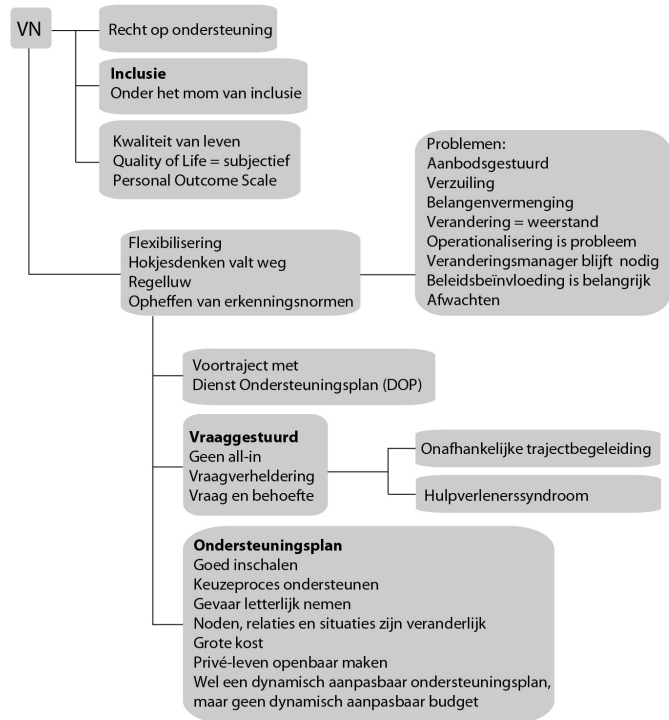 VN
Recht op ondersteuning
Inclusie
Onder het mom van inclusie
Kwaliteit van leven
Quality of Life = subjectief
Personal Outcome Scale
Flexibilisering
Hokjesdenken valt weg
Regelluw
Opheffen van erkenningsnormen
Problemen:
Aanbodsgestuurd
Verzuiling
Belangenvermenging
Verandering = weerstand
Operationalisering is probleem
Veranderingsmanager blijft nodig
Beleidsbeïnvloeding is belangrijk
Afwachten
Voortraject met
Dienst Ondersteuningsplan (DOP)
Vraaggestuurd
Geen all-in
Vraagverheldering
Vraag en behoefte
Onafhankelijke trajectbegeleiding
Hulpverlenerssyndroom
Ondersteuningsplan
Goed inschalen
Keuzeproces ondersteunen
Gevaar letterlijk nemen
Noden, relaties en situaties zijn veranderlijk
Grote kost
Privé-leven openbaar maken
Wel een dynamisch aanpasbaar ondersteuningsplan,
maar geen dynamisch aanpasbaar budget